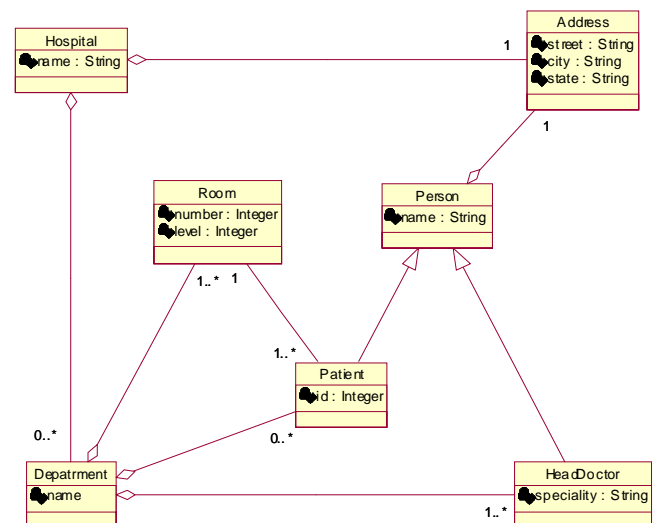 Address
street : String
city : String
state : String
Hospital
name : String
1
1
Room
number : Integer
level : Integer
Person
name : String
1..*
1
1..*
Patient
id : Integer
0..*
0..*
Depatrment
name
HeadDoctor
speciality : String
1..*